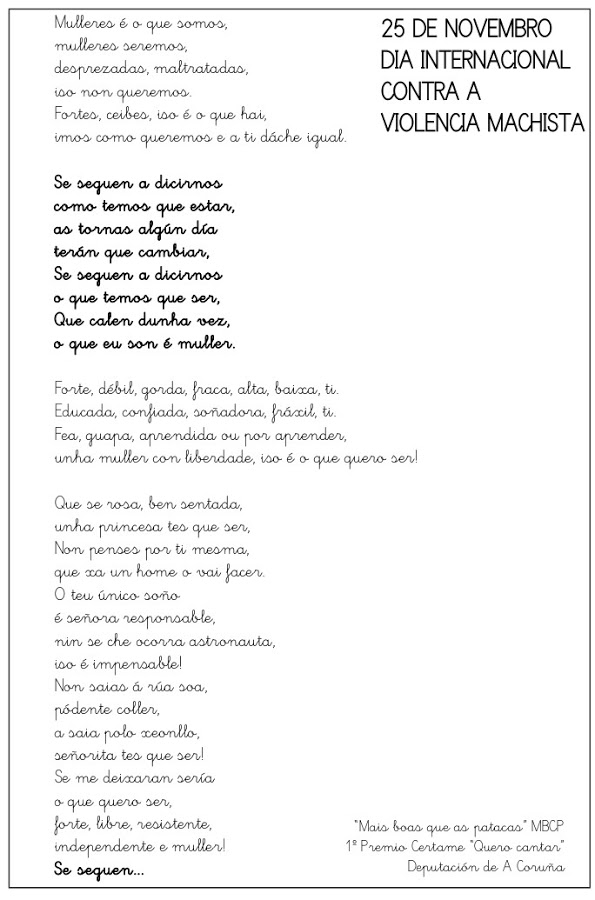 25 DE NOVEMBRO
DIA INTERNACIONAL
CONTRA A
VIOLENCIA MACHISTA
Mulleres é o que somos,
mulleres seremos,
desprezadas, maltratadas,
iso non queremos.
Fortes, ceibes, iso é o que hai,
imos como queremos e a ti dáche igual.
Se seguen a dicirnos
como temos que estar,
as tornas algún día
terán que cambiar,
Se seguen a dicirnos
o que temos que ser,
Que calen dunha vez,
o que eu son é muller.
Forte, débil, gorda, fraca, alta, baixa, ti.
Educada, confiada, soñadora, fráxil, ti.
Fea, guapa, aprendida ou por aprender,
unha muller con liberdade, iso é o que quero ser!
Que se rosa, ben sentada,
unha princesa tes que ser,
Non penses por ti mesma,
que xa un home o vai facer.
O teu único soño
é señora responsable,
nin se che ocorra astronauta,
iso é impensable!
Non saias á rúa soa,
pódente coller,
a saia polo xeonllo,
señorita tes que ser!
Se me deixaran sería
o que quero ser,
forte, libre, resistente,
independente e muller!
Se seguen...
"Mais boas que as patacas" MBCP
1º Premio Certame "Quero cantar"
Deputación de A Coruña